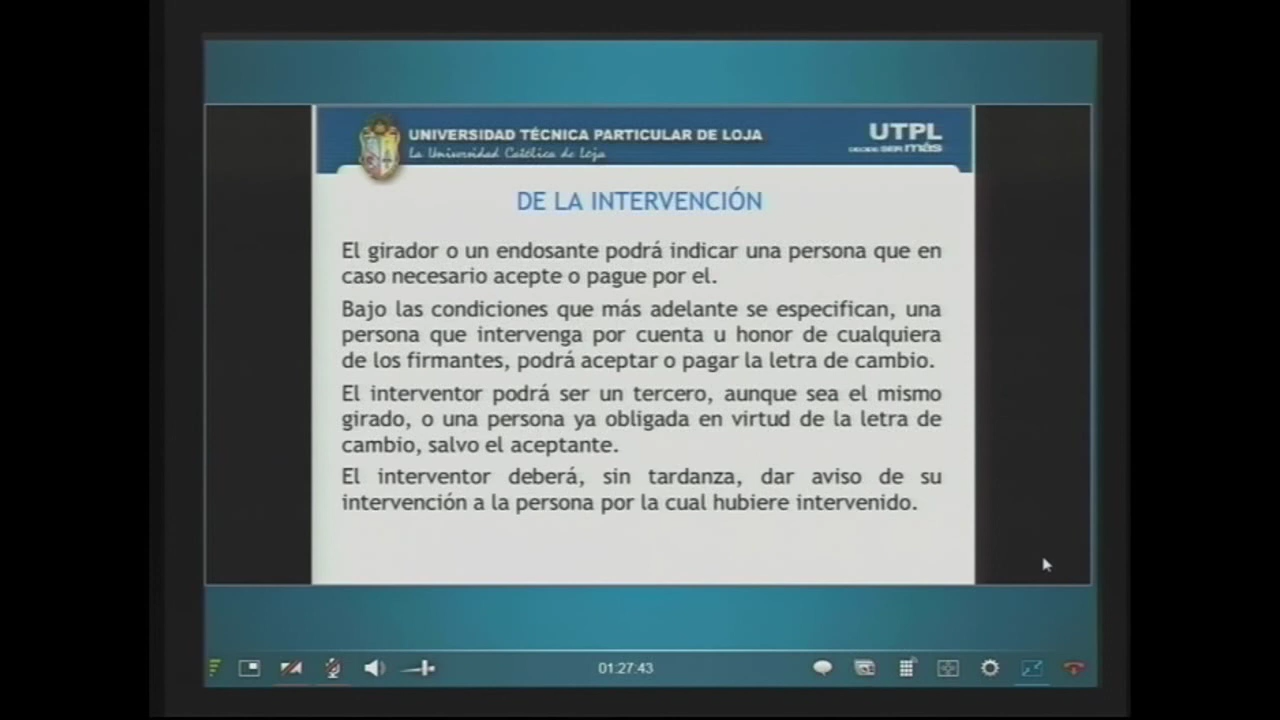 UNIVERSIDAD TÉCNICA PARTICULAR DE LOJA
La Universidad Católica de Loja
UTPL
DECIDE SER más
DE LA INTERVENCIÓN
El girador o un endosante podrá indicar una persona que en
caso necesario acepte o pague por el.
Bajo las condiciones que más adelante se especifican, una
persona que intervenga por cuenta u honor de cualquiera
de los firmantes, podrá aceptar o pagar la letra de cambio.
El interventor podrá ser un tercero, aunque sea el mismo
girado, o una persona ya obligada en virtud de la letra de
cambio, salvo el aceptante.
El interventor deberá, sin tardanza, dar aviso de su
intervención a la persona por la cual hubiere intervenido.
01:27:43